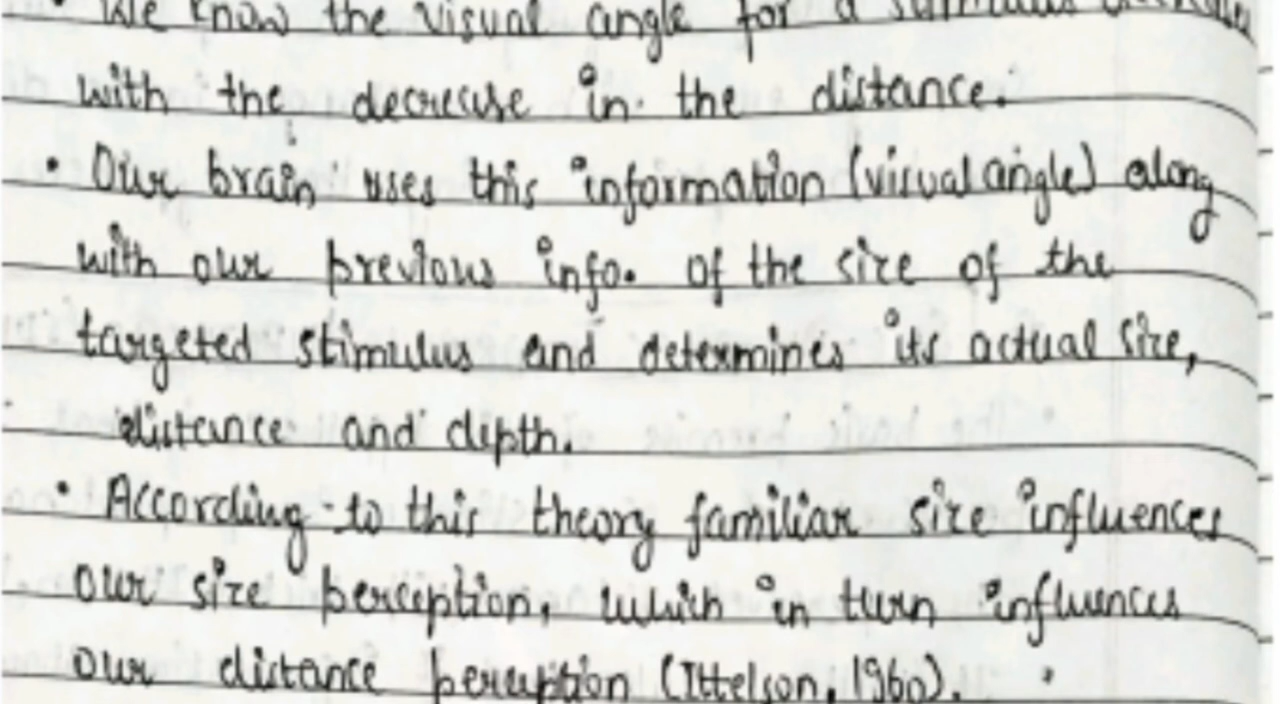 • We know the visual angle for a stimulus
with the decrease in the distance.
• Our brain uses this information (visual angle) along
with our previous info. of the size of the
targeted stimulus and determines its actual size,
distance and depth.
• According to this theory familiar size influences
our size perception, which in turn influences
our distance perception (Ittelson, 1960).